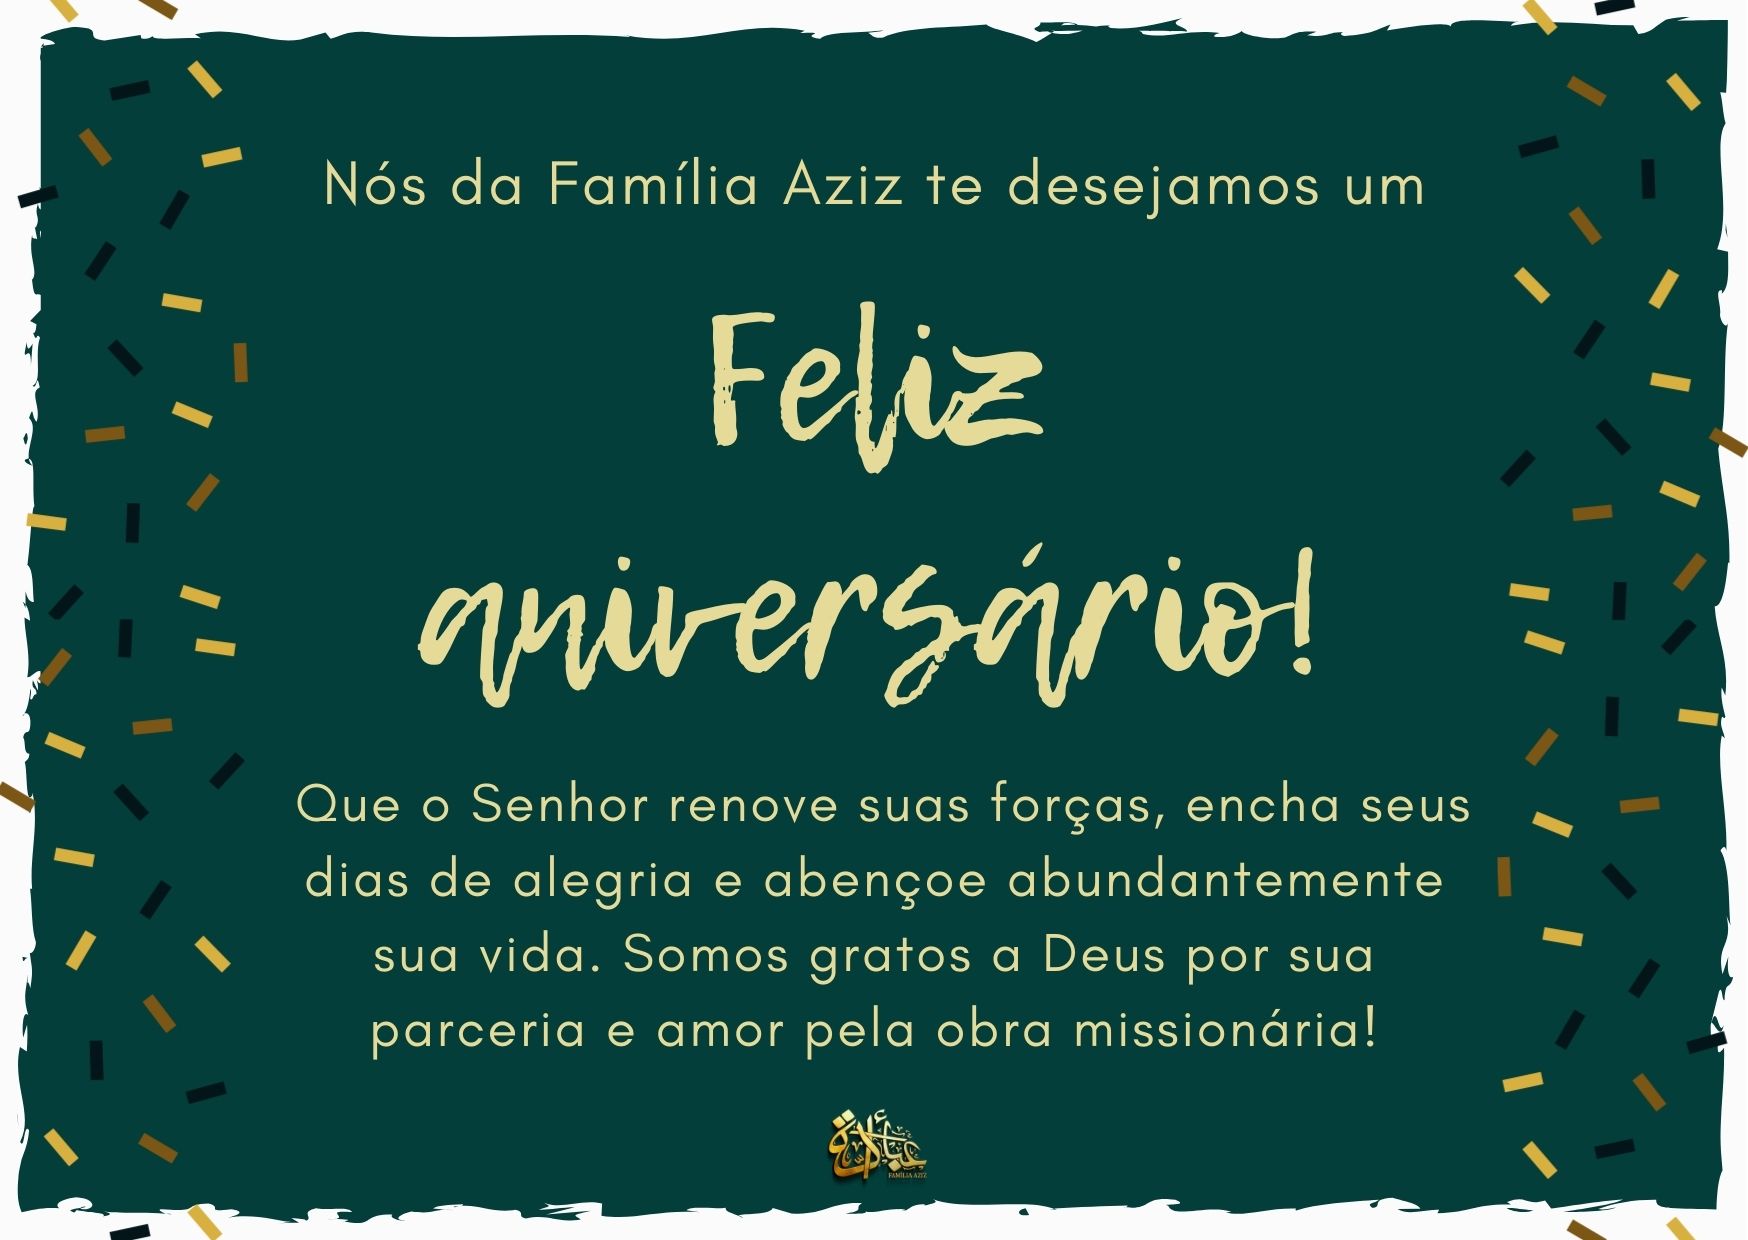 Nós da Família Aziz te desejamos um
Feliz
aniversário!
Que o Senhor renove suas forças, encha seus
dias de alegria e abençoe abundantemente
sua vida. Somos gratos a Deus por sua
parceria e amor pela obra missionária!
FAMÍLIA AZIZ